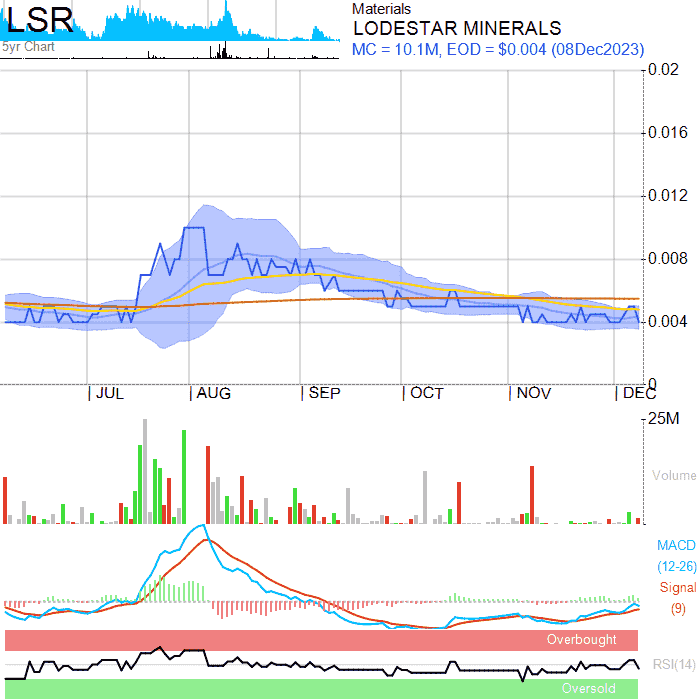 LSR
5yr Chart
Materials
LODESTAR MINERALS
MC = 10.1M, EOD = $0.004 (08Dec2023)
0.02
0.016
0.012
0.008
0.004
0
JUL
AUG
SEP
OCT
NOV
DEC
25M
Volume
MACD
(12-26)
Signal
(9)
Overbought
RSI(14)
Oversold